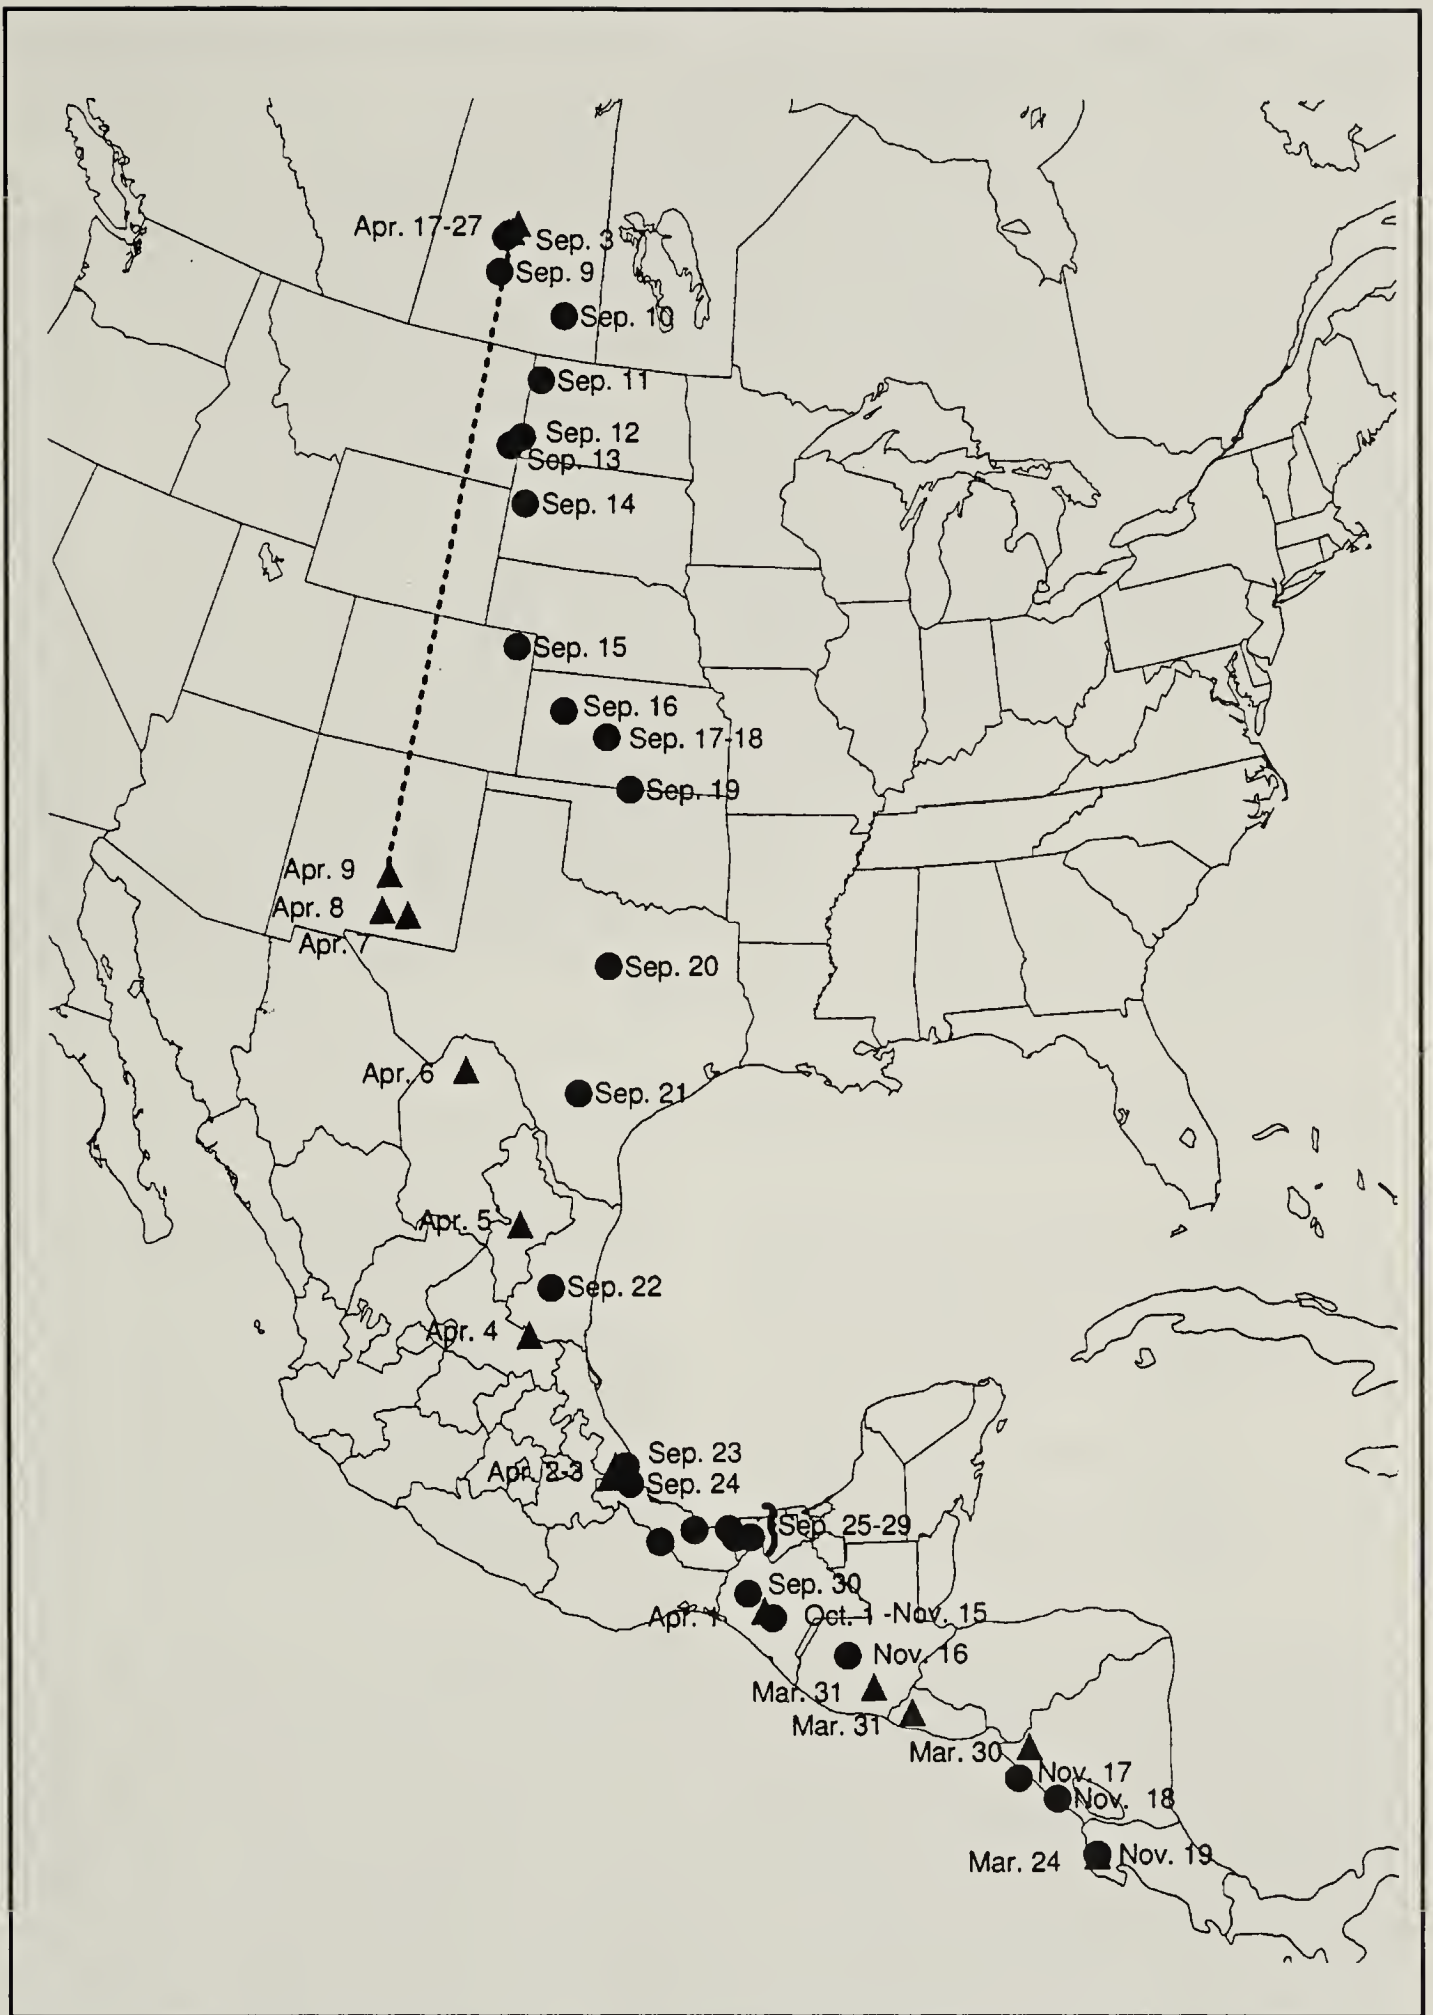 Apr. 17-27
Sep. 3
Sep. 9
Sep. 10
Sep. 11
Sep. 12
Sep. 13
Sep. 14
Sep. 15
Sep. 16
Sep. 17-18
Sep. 19
Apr. 9
Apr. 8
Apr. 7
Sep. 20
Apr. 6
Sep. 21
Apr. 5
Sep. 22
Apr. 4
Sep. 23
Apr. 2-3
Sep. 24
Sep. 25-29
Sep. 30
Apr. 1
Oct. 1 -Nov. 15
Nov. 16
Mar. 31
Mar. 31
Mar. 30
Nov. 17
Nov. 18
Mar. 24
Nov. 19